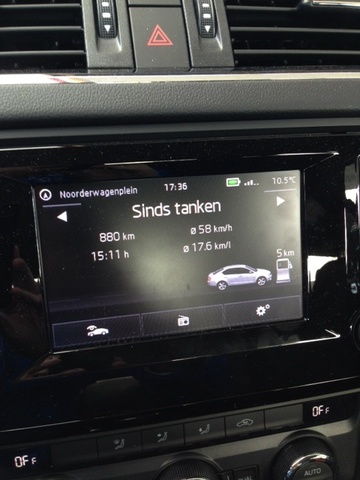 Noorderwagenplein 17:36 10.5°C
Sinds tanken
880 km ø 58 km/h
15:11 h ø 17.6 km/l
5 km
OFF OFF
AUTO